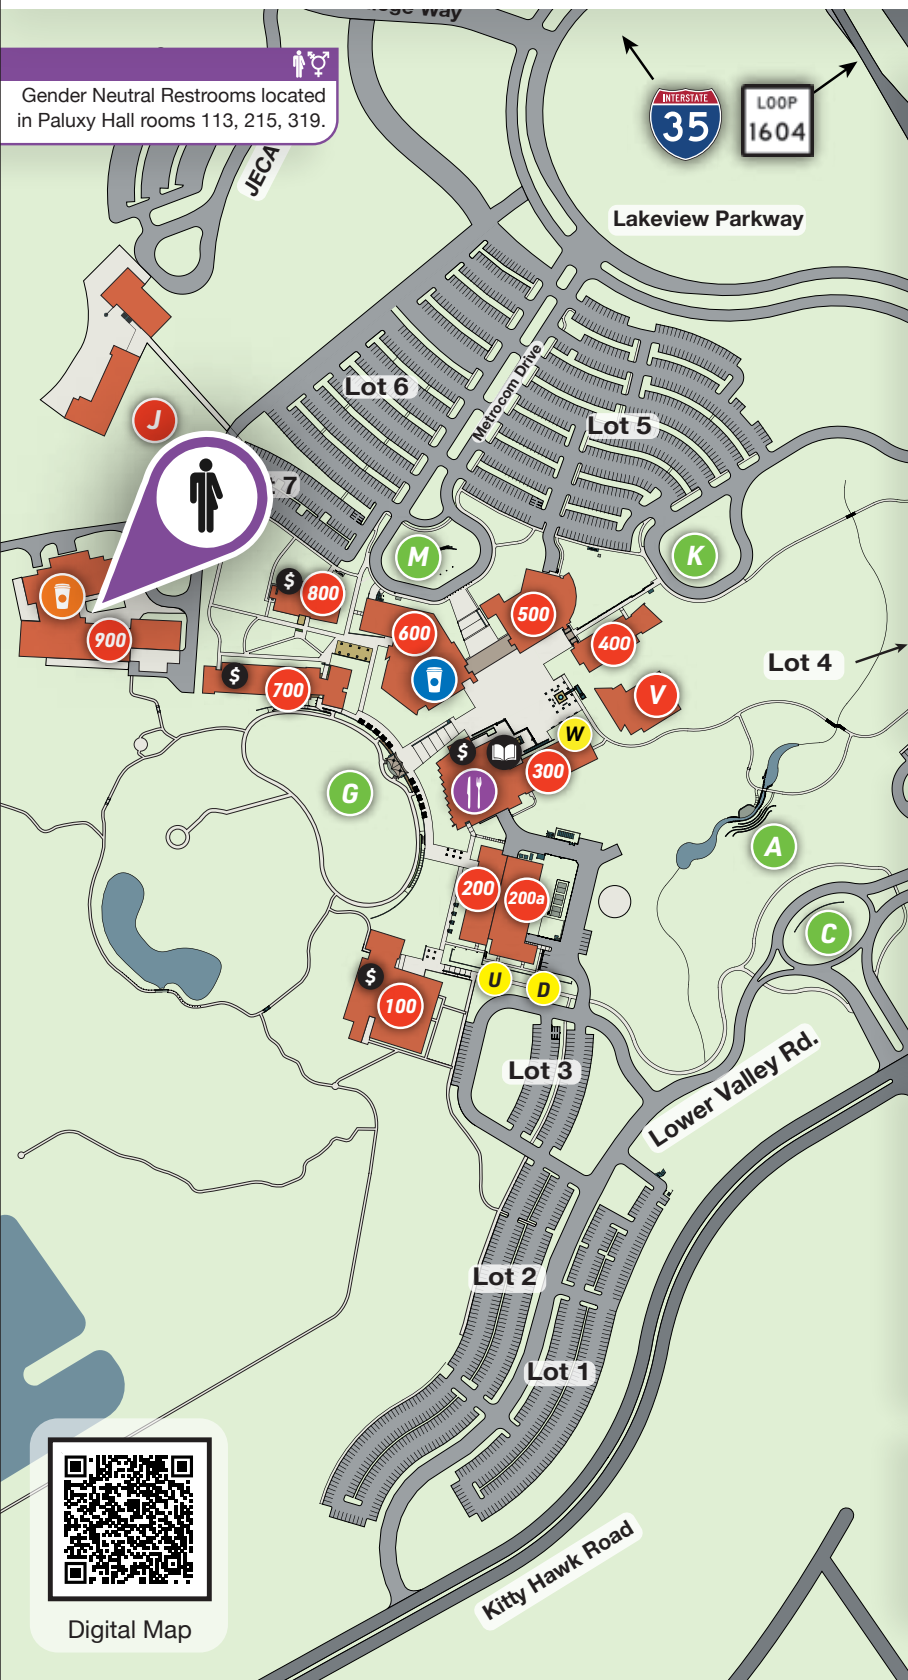 Gender Neutral Restrooms located
in Paluxy Hall rooms 113, 215, 319.
Way
INTERSTATE
35
LOOP
1604
JECA
Lakeview Parkway
Metrocom Drive
Lot 6
Lot 5
J
7
M
K
$
800
600
500
400
900
$
700
Lot 4
V
W
$
300
G
A
200
200a
C
$
100
U
D
Lot 3
Lower Valley Rd.
Lot 2
Lot 1
Kitty Hawk Road
Digital Map